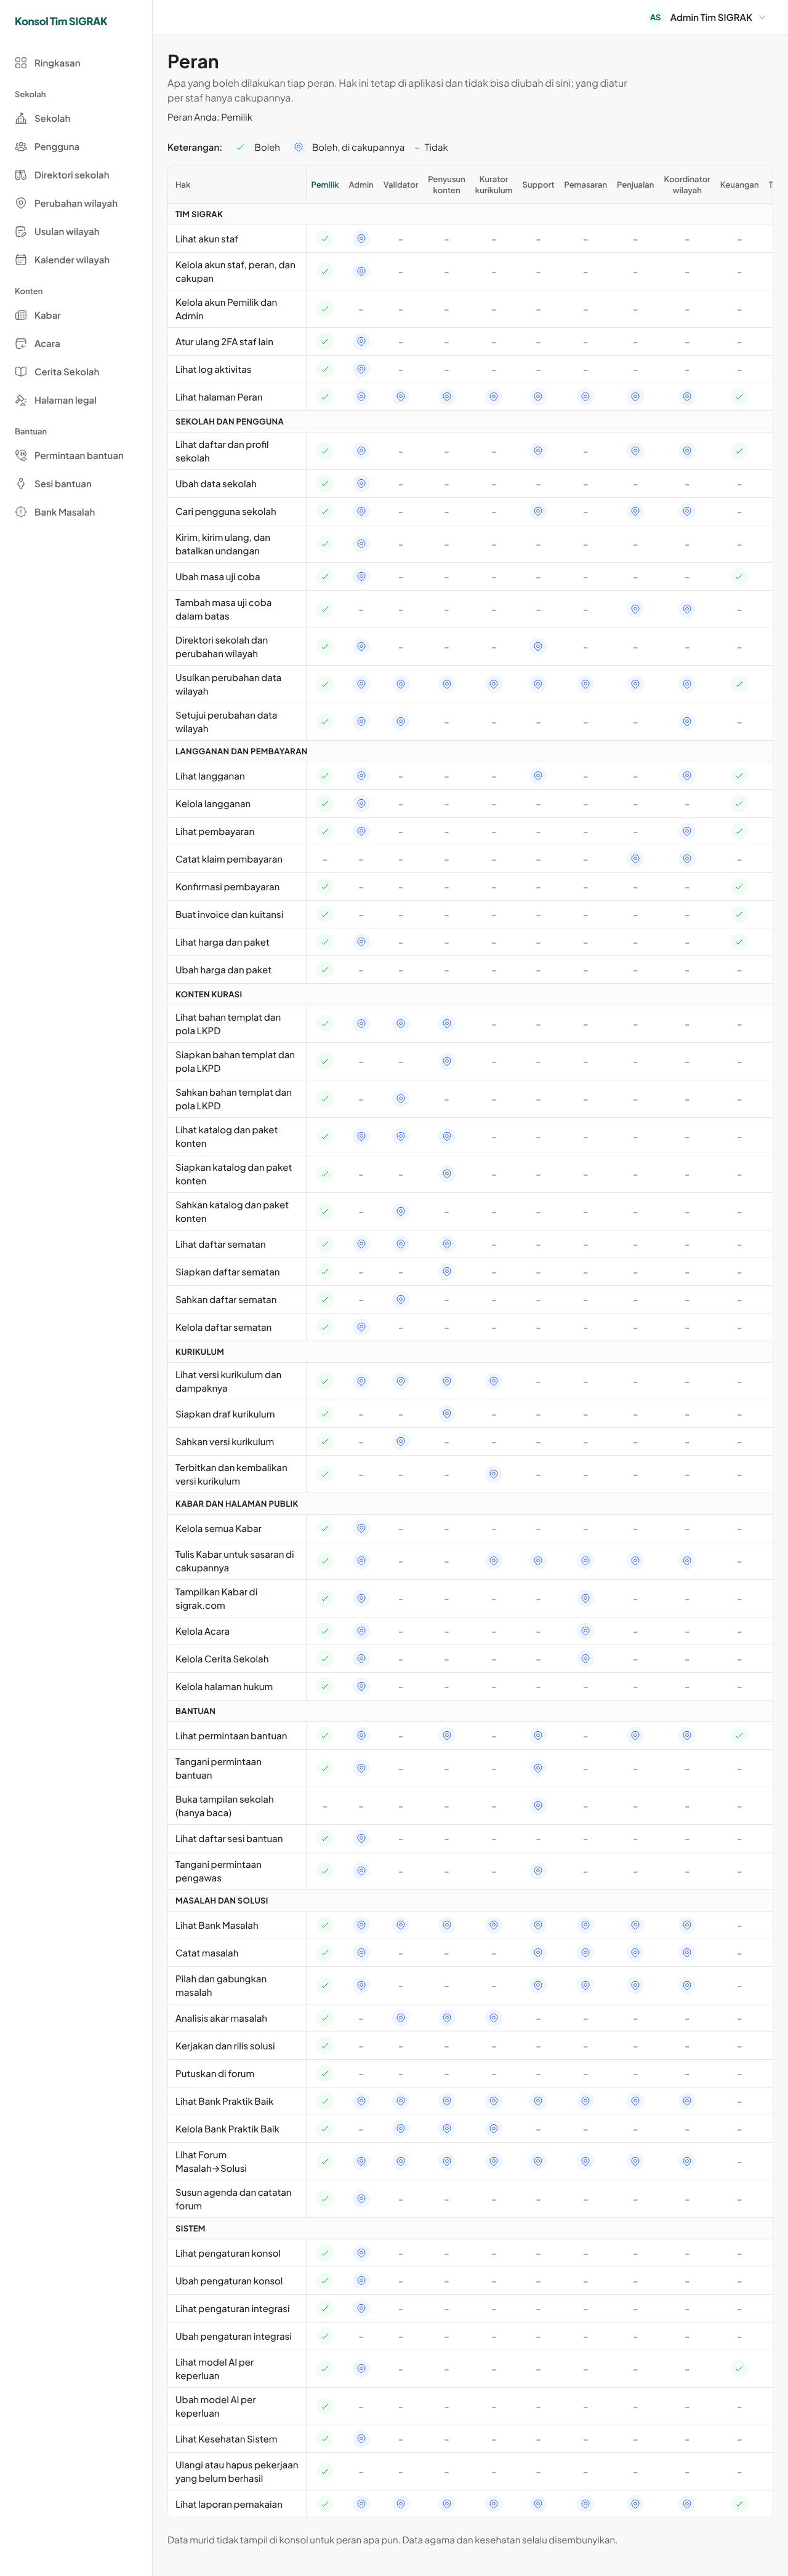 Konsol Tim SIGRAK
AS Admin Tim SIGRAK
Ringkasan
Sekolah
Sekolah
Pengguna
Direktori sekolah
Perubahan wilayah
Usulan wilayah
Kalender wilayah
Konten
Kabar
Acara
Cerita Sekolah
Halaman legal
Bantuan
Permintaan bantuan
Sesi bantuan
Bank Masalah
Peran
Apa yang boleh dilakukan tiap peran. Hak ini tetap di aplikasi dan tidak bisa diubah di sini; yang diatur
per staf hanya cakupannya.
Peran Anda: Pemilik
Keterangan: Boleh Boleh, di cakupannya – Tidak
Hak Pemilik Admin Validator Penyusun konten Kurator kurikulum Support Pemasaran Penjualan Koordinator wilayah Keuangan T
TIM SIGRAK
Lihat akun staf – – – – – – – –
Kelola akun staf, peran, dan
cakupan – – – – – – – –
Kelola akun Pemilik dan
Admin – – – – – – – – –
Atur ulang 2FA staf lain – – – – – – – –
Lihat log aktivitas – – – – – – – –
Lihat halaman Peran
SEKOLAH DAN PENGGUNA
Lihat daftar dan profil
sekolah – – – –
Ubah data sekolah – – – – – – – –
Cari pengguna sekolah – – – – –
Kirim, kirim ulang, dan
batalkan undangan – – – – – – – –
Ubah masa uji coba – – – – – – –
Tambah masa uji coba
dalam batas – – – – – – –
Direktori sekolah dan
perubahan wilayah – – – – – – –
Usulkan perubahan data
wilayah
Setujui perubahan data
wilayah – – – – – –
LANGGANAN DAN PEMBAYARAN
Lihat langganan – – – – –
Kelola langganan – – – – – – –
Lihat pembayaran – – – – – –
Catat klaim pembayaran – – – – – – – –
Konfirmasi pembayaran – – – – – – – –
Buat invoice dan kuitansi – – – – – – – –
Lihat harga dan paket – – – – – – –
Ubah harga dan paket – – – – – – – – –
KONTEN KURASI
Lihat bahan templat dan
pola LKPD – – – – – –
Siapkan bahan templat dan
pola LKPD – – – – – – – –
Sahkan bahan templat dan
pola LKPD – – – – – – – –
Lihat katalog dan paket
konten – – – – – –
Siapkan katalog dan paket
konten – – – – – – – –
Sahkan katalog dan paket
konten – – – – – – – –
Lihat daftar sematan – – – – – –
Siapkan daftar sematan – – – – – – – –
Sahkan daftar sematan – – – – – – – –
Kelola daftar sematan – – – – – – – –
KURIKULUM
Lihat versi kurikulum dan
dampaknya – – – – –
Siapkan draf kurikulum – – – – – – – –
Sahkan versi kurikulum – – – – – – – –
Terbitkan dan kembalikan
versi kurikulum – – – – – – – –
KABAR DAN HALAMAN PUBLIK
Kelola semua Kabar – – – – – – – –
Tulis Kabar untuk sasaran di
cakupannya – – –
Tampilkan Kabar di
sigrak.com – – – – – – –
Kelola Acara – – – – – – –
Kelola Cerita Sekolah – – – – – – –
Kelola halaman hukum – – – – – – – –
BANTUAN
Lihat permintaan bantuan – – –
Tangani permintaan
bantuan – – – – – – –
Buka tampilan sekolah
(hanya baca) – – – – – – – – –
Lihat daftar sesi bantuan – – – – – – – –
Tangani permintaan
pengawas – – – – – – –
MASALAH DAN SOLUSI
Lihat Bank Masalah –
Catat masalah – – – –
Pilah dan gabungkan
masalah – – – –
Analisis akar masalah – – – – – –
Kerjakan dan rilis solusi – – – – – – – – –
Putuskan di forum – – – – – – – – –
Lihat Bank Praktik Baik –
Kelola Bank Praktik Baik – – – – – –
Lihat Forum
Masalah→Solusi –
Susun agenda dan catatan
forum – – – – – – – –
SISTEM
Lihat pengaturan konsol – – – – – – – –
Ubah pengaturan konsol – – – – – – – –
Lihat pengaturan integrasi – – – – – – – –
Ubah pengaturan integrasi – – – – – – – – –
Lihat model AI per
keperluan – – – – – – –
Ubah model AI per
keperluan – – – – – – – – –
Lihat Kesehatan Sistem – – – – – – – –
Ulangi atau hapus pekerjaan
yang belum berhasil – – – – – – – – –
Lihat laporan pemakaian
Data murid tidak tampil di konsol untuk peran apa pun. Data agama dan kesehatan selalu disembunyikan.